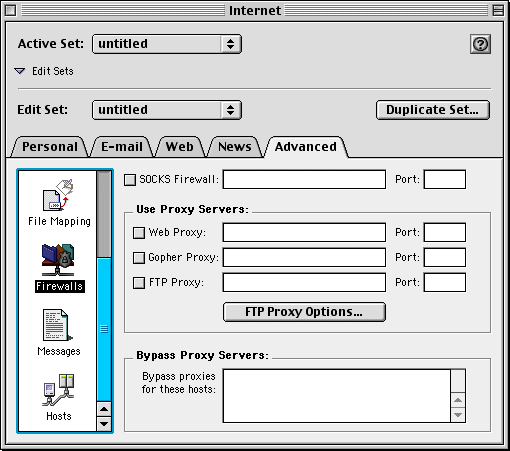 Internet
Active Set: untitled
?
Edit Sets
Edit Set: untitled Duplicate Set...
Personal E-mail Web News Advanced
File Mapping
Firewalls
Messages
Hosts
SOCKS Firewall: Port:
Use Proxy Servers:
Web Proxy: Port:
Gopher Proxy: Port:
FTP Proxy: Port:
FTP Proxy Options...
Bypass Proxy Servers:
Bypass proxies
for these hosts: